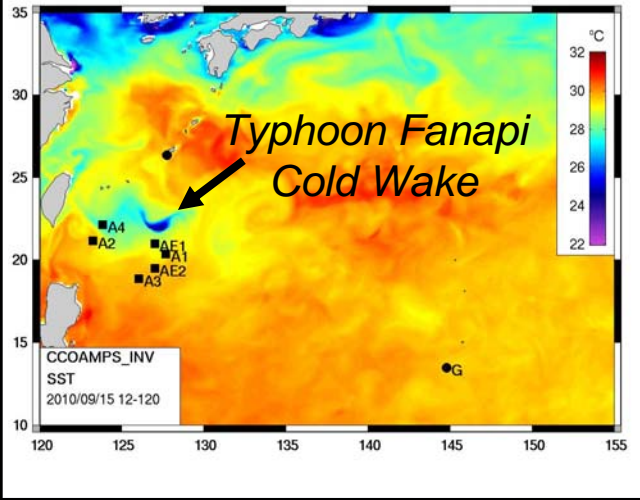 35
30
25
20
15
10
120
125
130
135
140
145
150
155
°C
32
30
28
26
24
22
Typhoon Fanapi
Cold Wake
A4
A2
AE1
A1
AE2
A3
G
CCOAMPS_INV
SST
2010/09/15 12-120